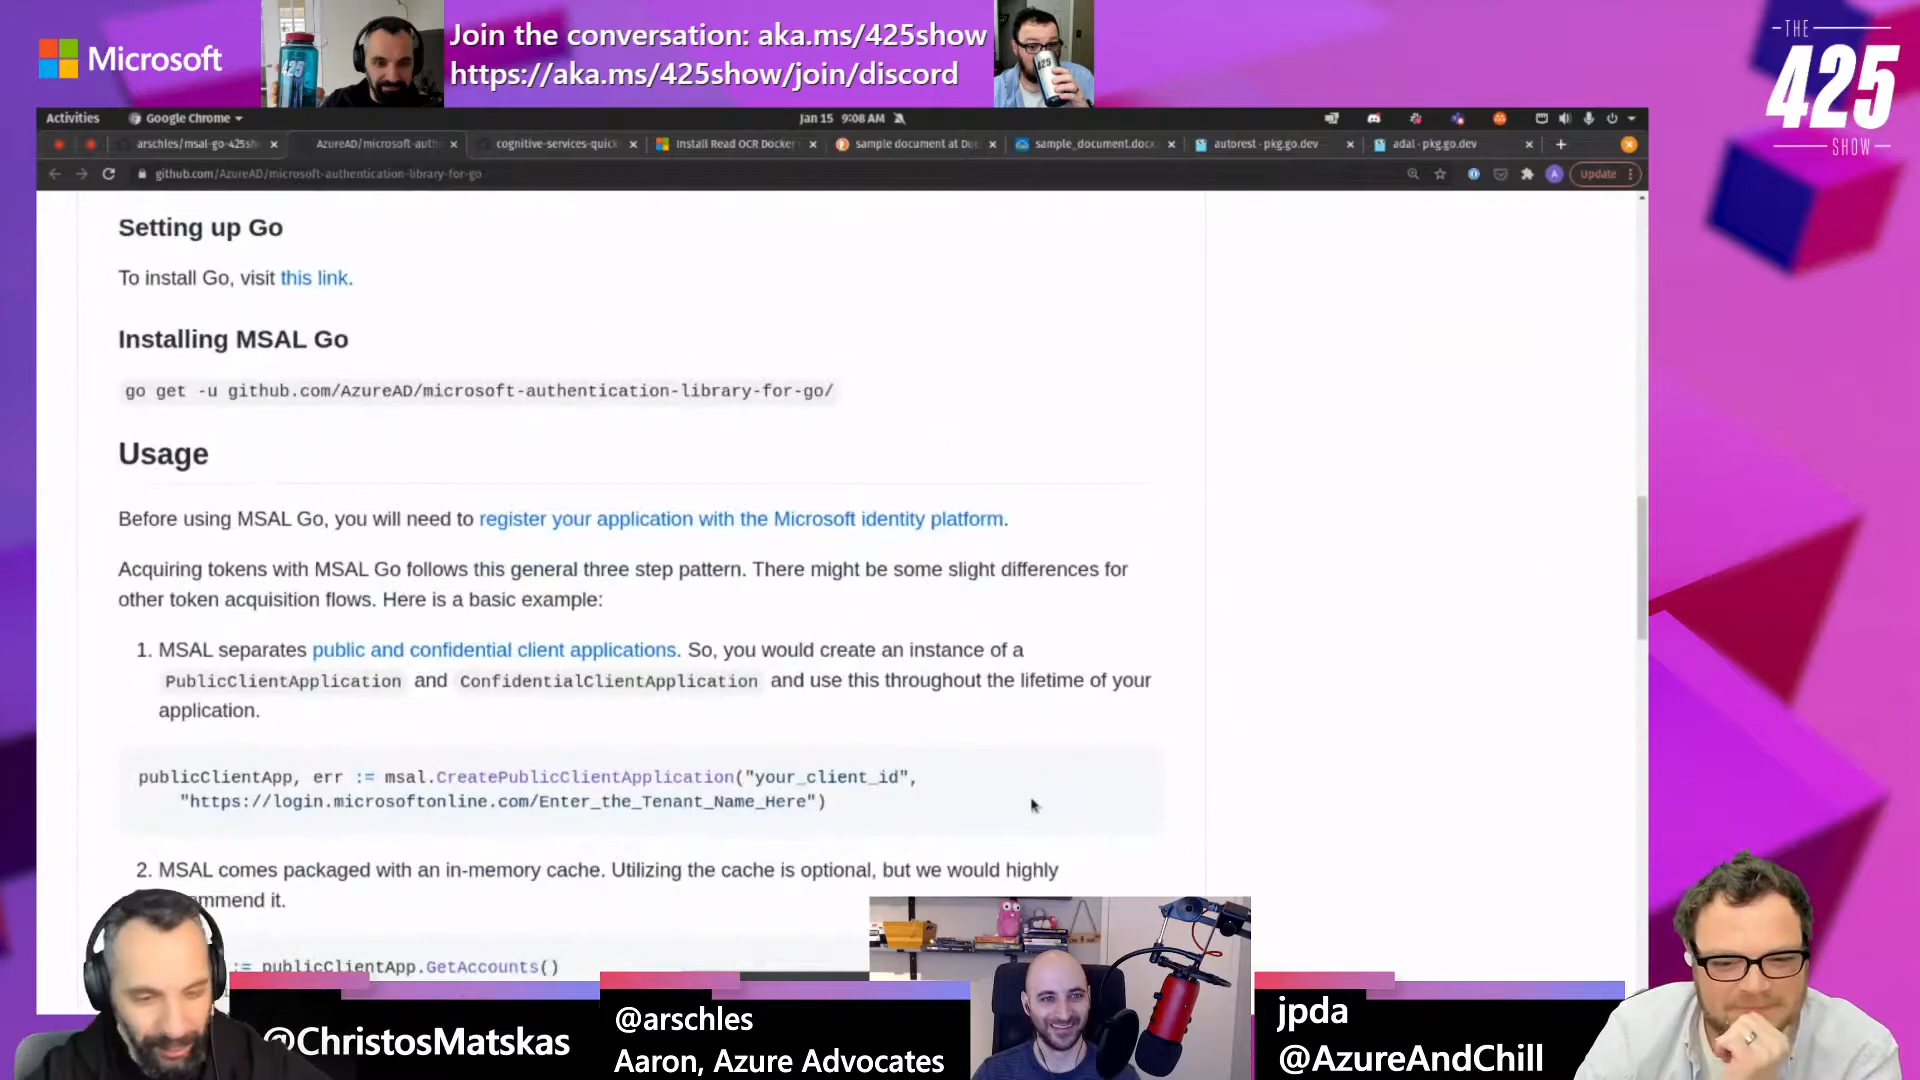 Microsoft
Join the conversation: aka.ms/425show
https://aka.ms/425show/join/discord
THE
425
SHOW
425
425
Activities
Google Chrome
Jan 15 9:08 AM
arschles/msal-go-425sh
AzureAD/microsoft-auth
cognitive-services-quick
Install Read OCR Docker
sample document at Duc
sample_document.docx
autorest · pkg.go.dev
adal · pkg.go.dev
github.com/AzureAD/microsoft-authentication-library-for-go
A
Update
Setting up Go
To install Go, visit this link.
Installing MSAL Go
go get -u github.com/AzureAD/microsoft-authentication-library-for-go/
Usage
Before using MSAL Go, you will need to register your application with the Microsoft identity platform.
Acquiring tokens with MSAL Go follows this general three step pattern. There might be some slight differences for
other token acquisition flows. Here is a basic example:
1. MSAL separates public and confidential client applications. So, you would create an instance of a
PublicClientApplication and ConfidentialClientApplication and use this throughout the lifetime of your
application.
publicClientApp, err := msal.CreatePublicClientApplication("your_client_id",
"https://login.microsoftonline.com/Enter_the_Tenant_Name_Here")
2. MSAL comes packaged with an in-memory cache. Utilizing the cache is optional, but we would highly
mmend it.
:= publicClientApp.GetAccounts()
@ChristosMatskas
@arschles
Aaron, Azure Advocates
jpda
@AzureAndChill